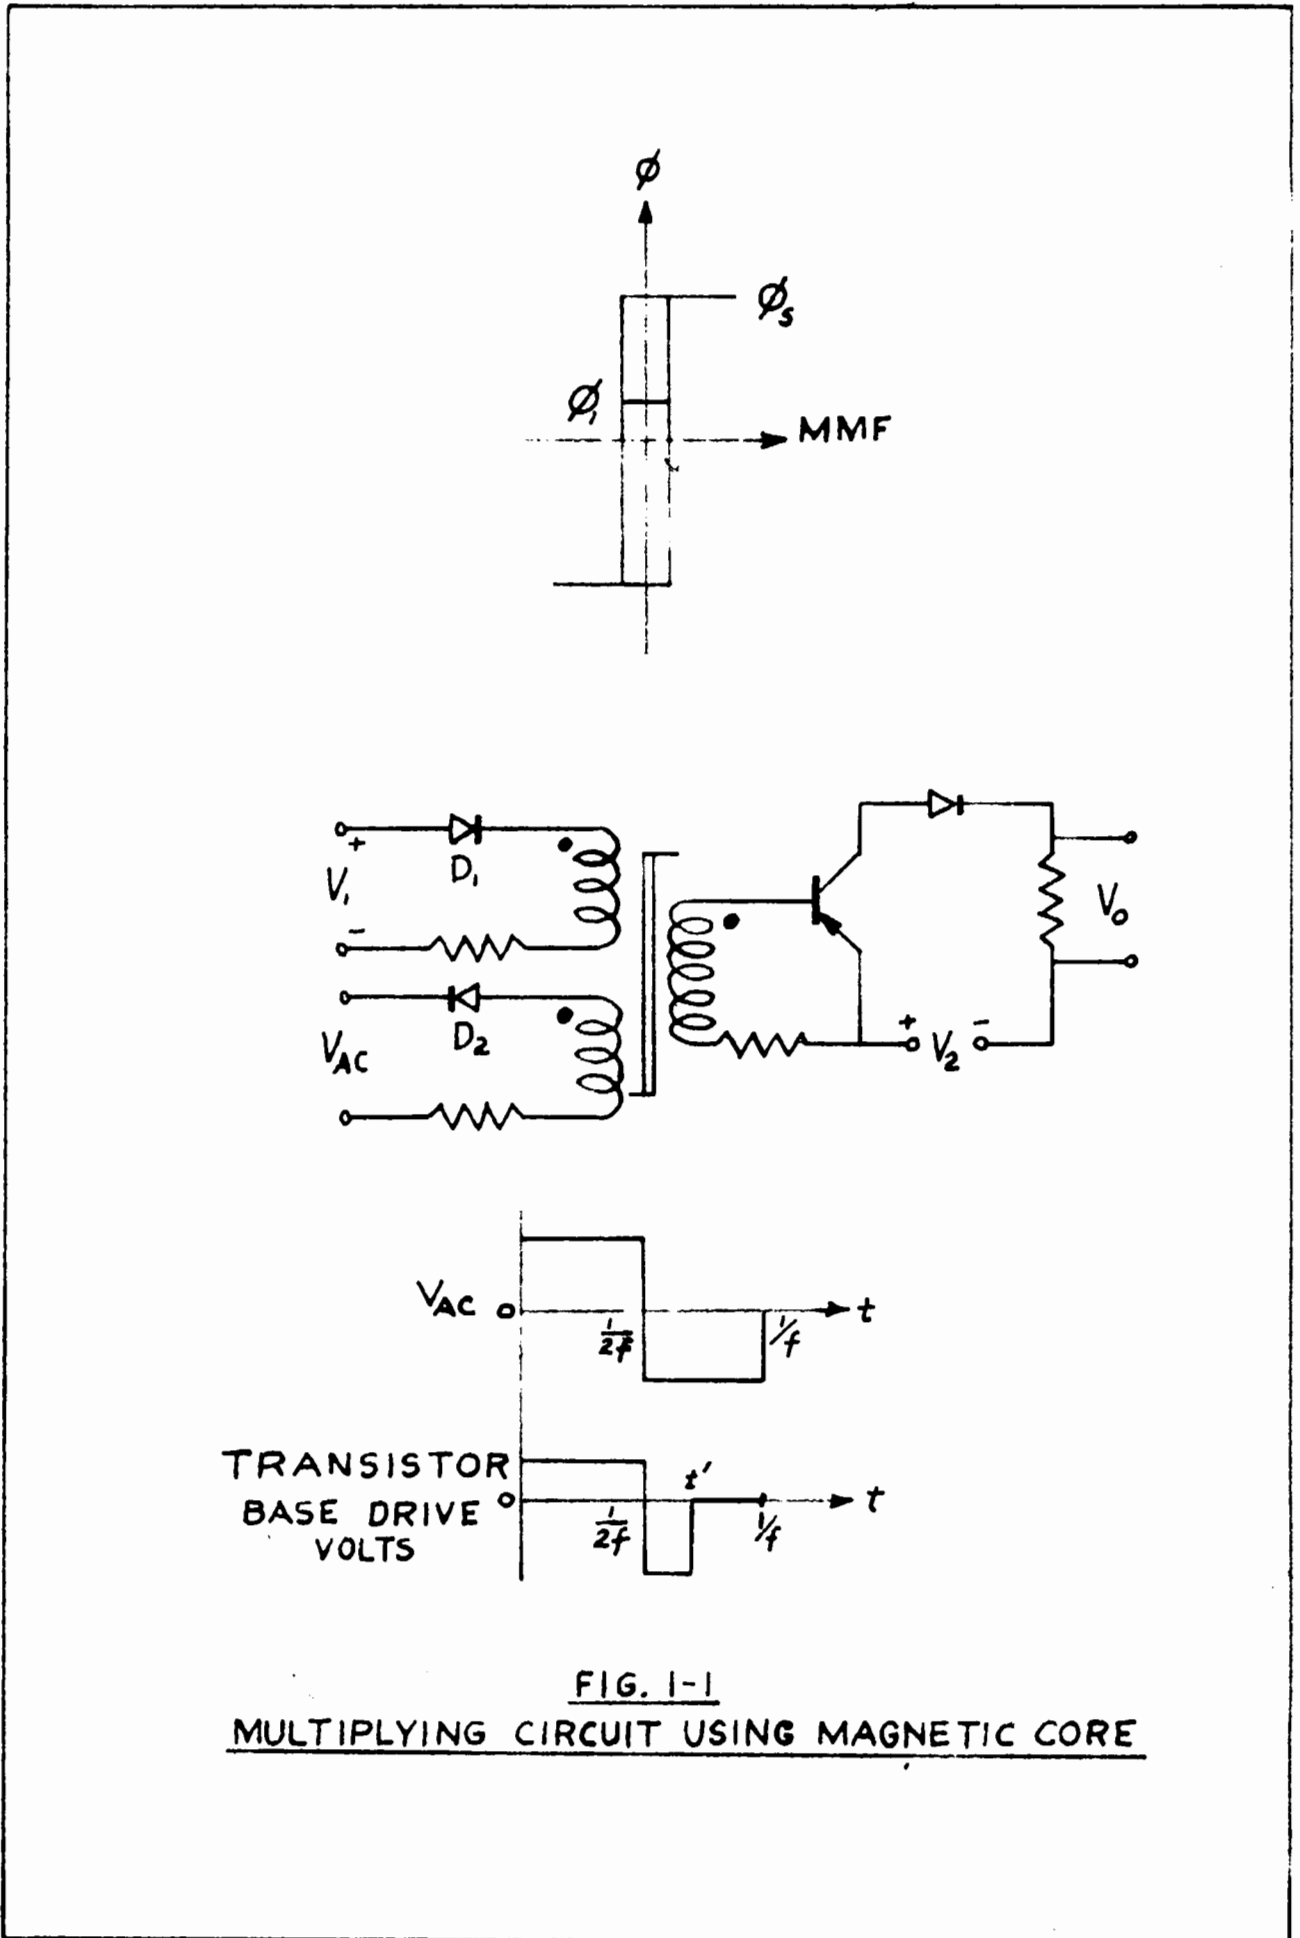 ϕ
ϕs
ϕ1
MMF
+
V1
D1
-
VAC
D2
+ V2 -
V0
VAC 0
1/2f
1/f
t
TRANSISTOR
BASE DRIVE 0
VOLTS
1/2f
t'
1/f
t
FIG. 1-1
MULTIPLYING CIRCUIT USING MAGNETIC CORE